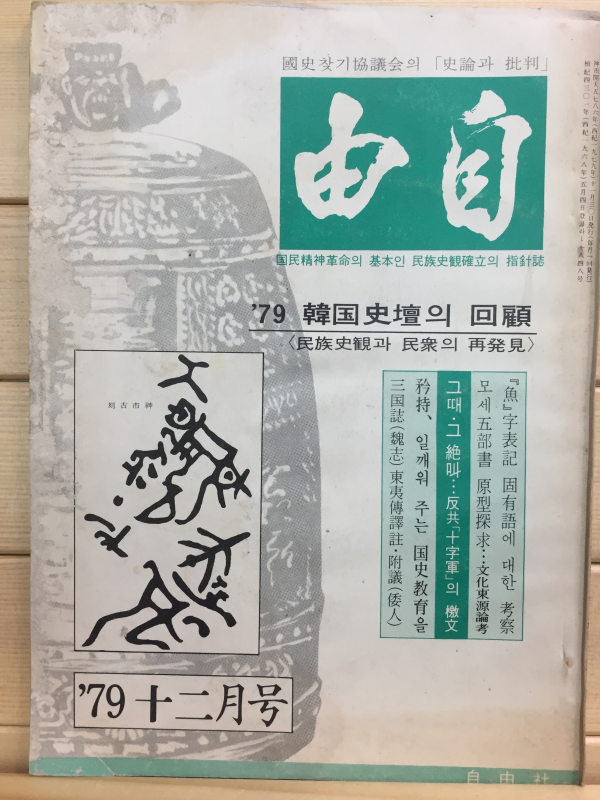 國史찾기協議会의 「史論과 批判」
自由
国民精神革命의 基本인 民族史観確立의 指針誌
'79 韓国史壇의 回顧
〈民族史観과 民衆의 再発見〉
『魚』字表記 固有語에 대한 考察
모세五部書 原型探求…文化東源論考
그때·그 絶叫…反共「十字軍」의 檄文
矜持、일깨워 주는 国史教育을
三国誌(魏志)東夷傳譯註·附議(倭人)
神市古刻
'79 十二月号
自由社